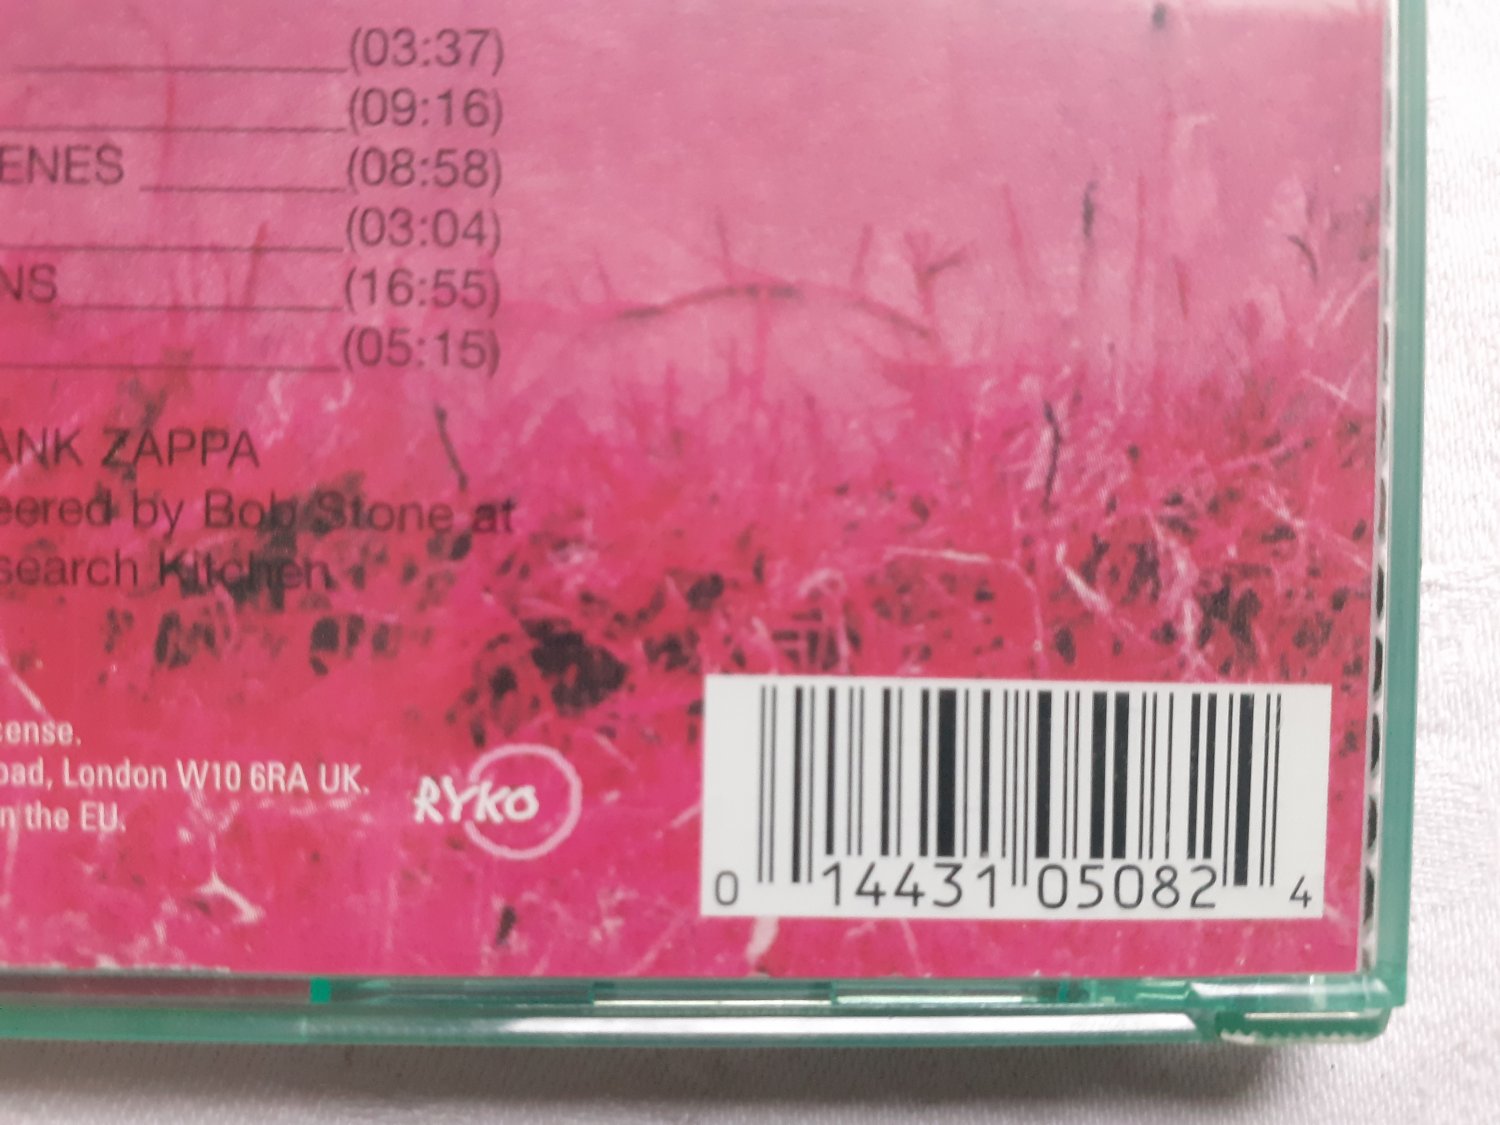 (03:37)
(09:16)
ENES (08:58)
(03:04)
NS (16:55)
(05:15)
ANK ZAPPA
eered by Bob Stone at
search Kitchen
cense.
oad, London W10 6RA UK.
n the EU.
RYKO
0 14431 05082 4